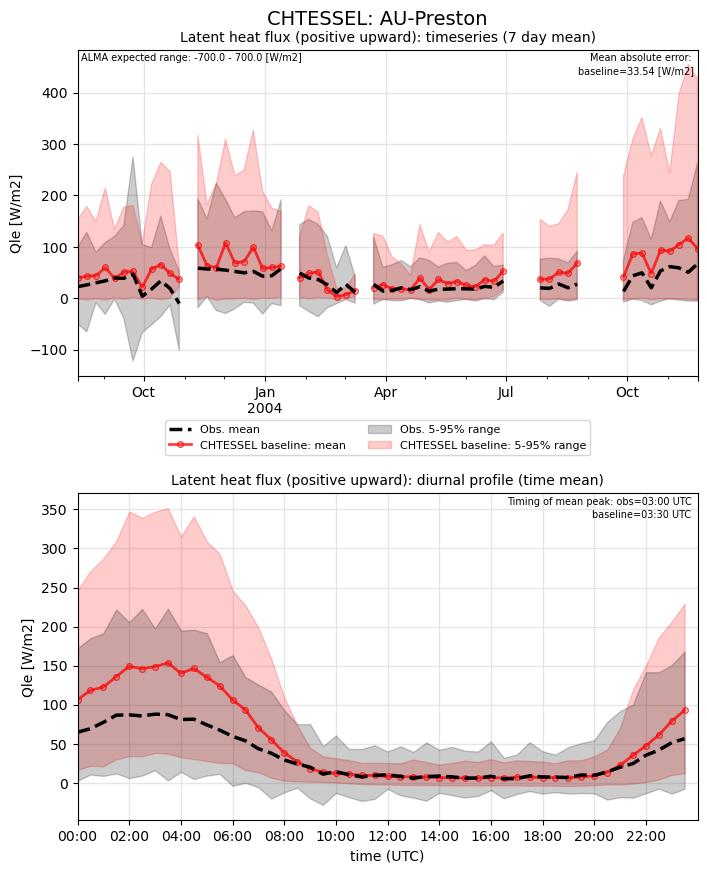 CHTESSEL: AU-Preston
Latent heat flux (positive upward): timeseries (7 day mean)
ALMA expected range: -700.0 - 700.0 [W/m2]
Mean absolute error:
baseline=33.54 [W/m2]
Qle [W/m2]
400
300
200
100
0
−100
Oct
Jan
2004
Apr
Jul
Oct
Obs. mean
CHTESSEL baseline: mean
Obs. 5-95% range
CHTESSEL baseline: 5-95% range
Latent heat flux (positive upward): diurnal profile (time mean)
Timing of mean peak: obs=03:00 UTC
baseline=03:30 UTC
Qle [W/m2]
350
300
250
200
150
100
50
0
00:00
02:00
04:00
06:00
08:00
10:00
12:00
14:00
16:00
18:00
20:00
22:00
time (UTC)